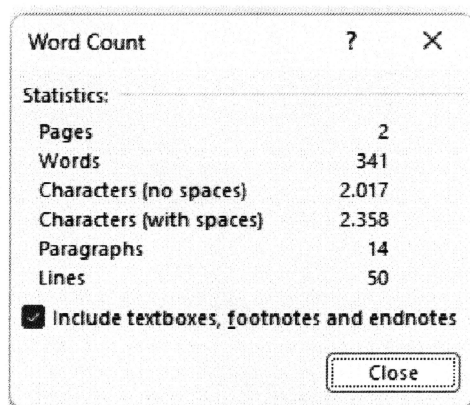 Word Count ? ×
Statistics:
Pages 2
Words 341
Characters (no spaces) 2.017
Characters (with spaces) 2.358
Paragraphs 14
Lines 50
Include textboxes, footnotes and endnotes
Close